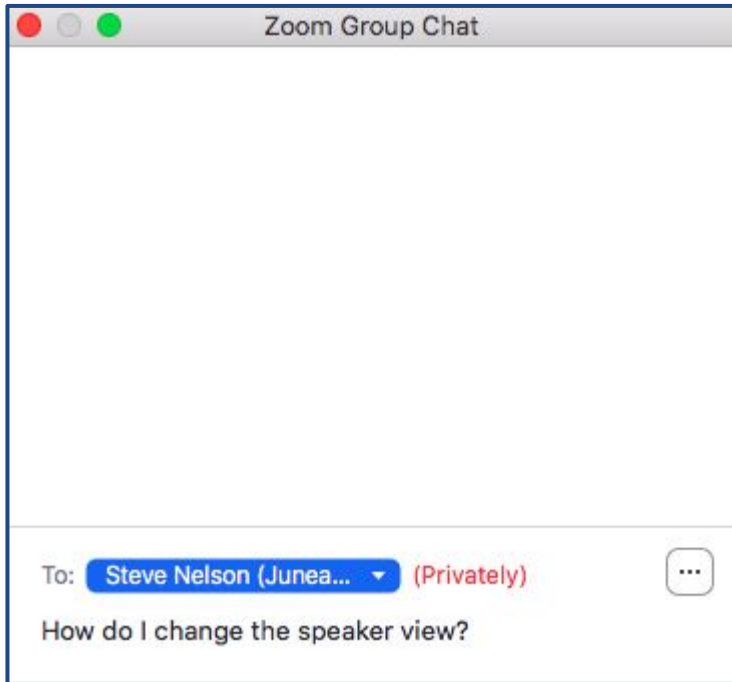 Zoom Group Chat
To: Steve Nelson (Junea... (Privately)
How do I change the speaker view?